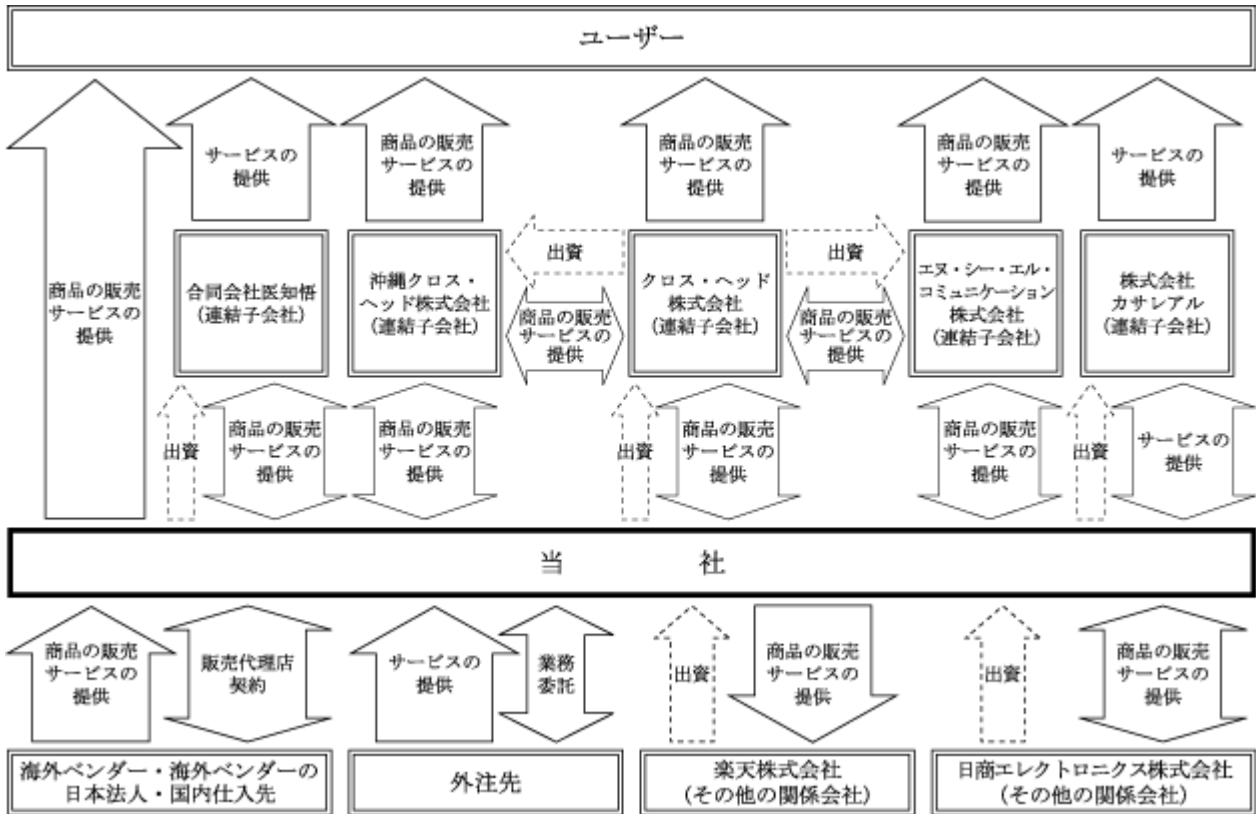 ユーザー
商品の販売
サービスの
提供
サービスの
提供
商品の販売
サービスの
提供
商品の販売
サービスの
提供
商品の販売
サービスの
提供
サービスの
提供
合同会社医知悟
(連結子会社)
沖縄クロス・
ヘッド株式会社
(連結子会社)
出資
商品の販売
サービスの
提供
クロス・ヘッド
株式会社
(連結子会社)
出資
商品の販売
サービスの
提供
エヌ・シー・エル・
コミュニケーション
株式会社
(連結子会社)
株式会社
カサレアル
(連結子会社)
出資
商品の販売
サービスの
提供
商品の販売
サービスの
提供
出資
商品の販売
サービスの
提供
商品の販売
サービスの
提供
出資
サービスの
提供
当 社
商品の販売
サービスの
提供
販売代理店
契約
サービスの
提供
業務
委託
出資
商品の販売
サービスの
提供
出資
商品の販売
サービスの
提供
海外ベンダー・海外ベンダーの
日本法人・国内仕入先
外注先
楽天株式会社
(その他の関係会社)
日商エレクトロニクス株式会社
(その他の関係会社)